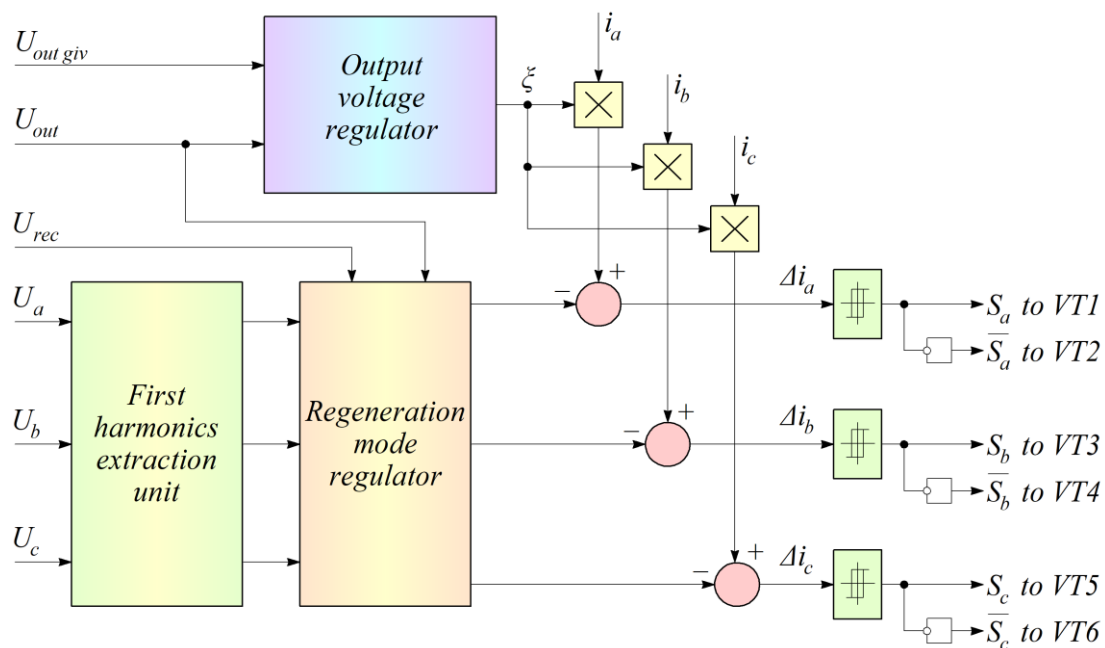 U_out giv
Output
voltage
regulator
ξ
i_a
i_b
i_c
U_out
U_rec
U_a
U_b
U_c
First
harmonics
extraction
unit
Regeneration
mode
regulator
−
+
Δi_a
S_a to VT1
S̅_a to VT2
−
+
Δi_b
S_b to VT3
S̅_b to VT4
−
+
Δi_c
S_c to VT5
S̅_c to VT6